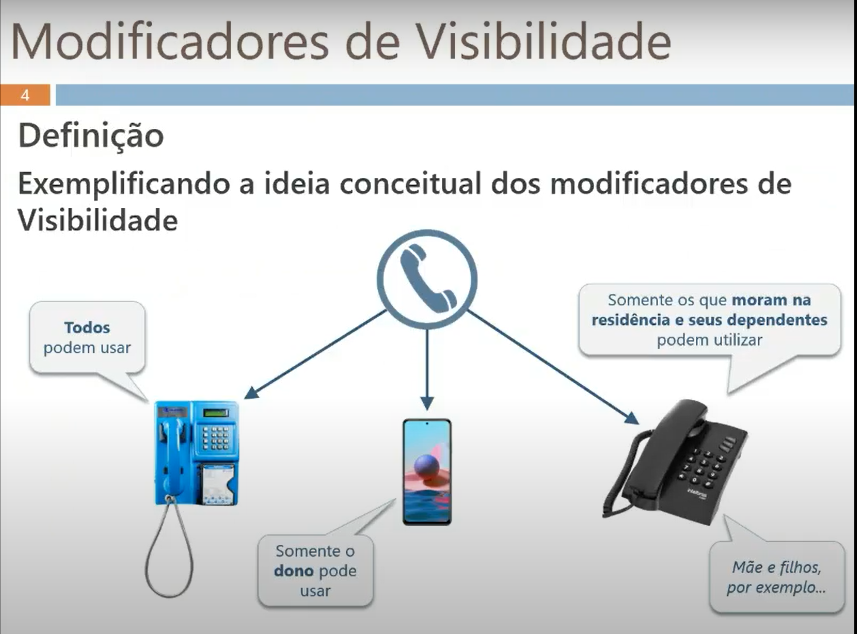 Modificadores de Visibilidade
4
Definição
Exemplificando a ideia conceitual dos modificadores de
Visibilidade
Todos
podem usar
Somente os que moram na
residência e seus dependentes
podem utilizar
Somente o
dono pode
usar
intelbras
Mãe e filhos,
por exemplo...